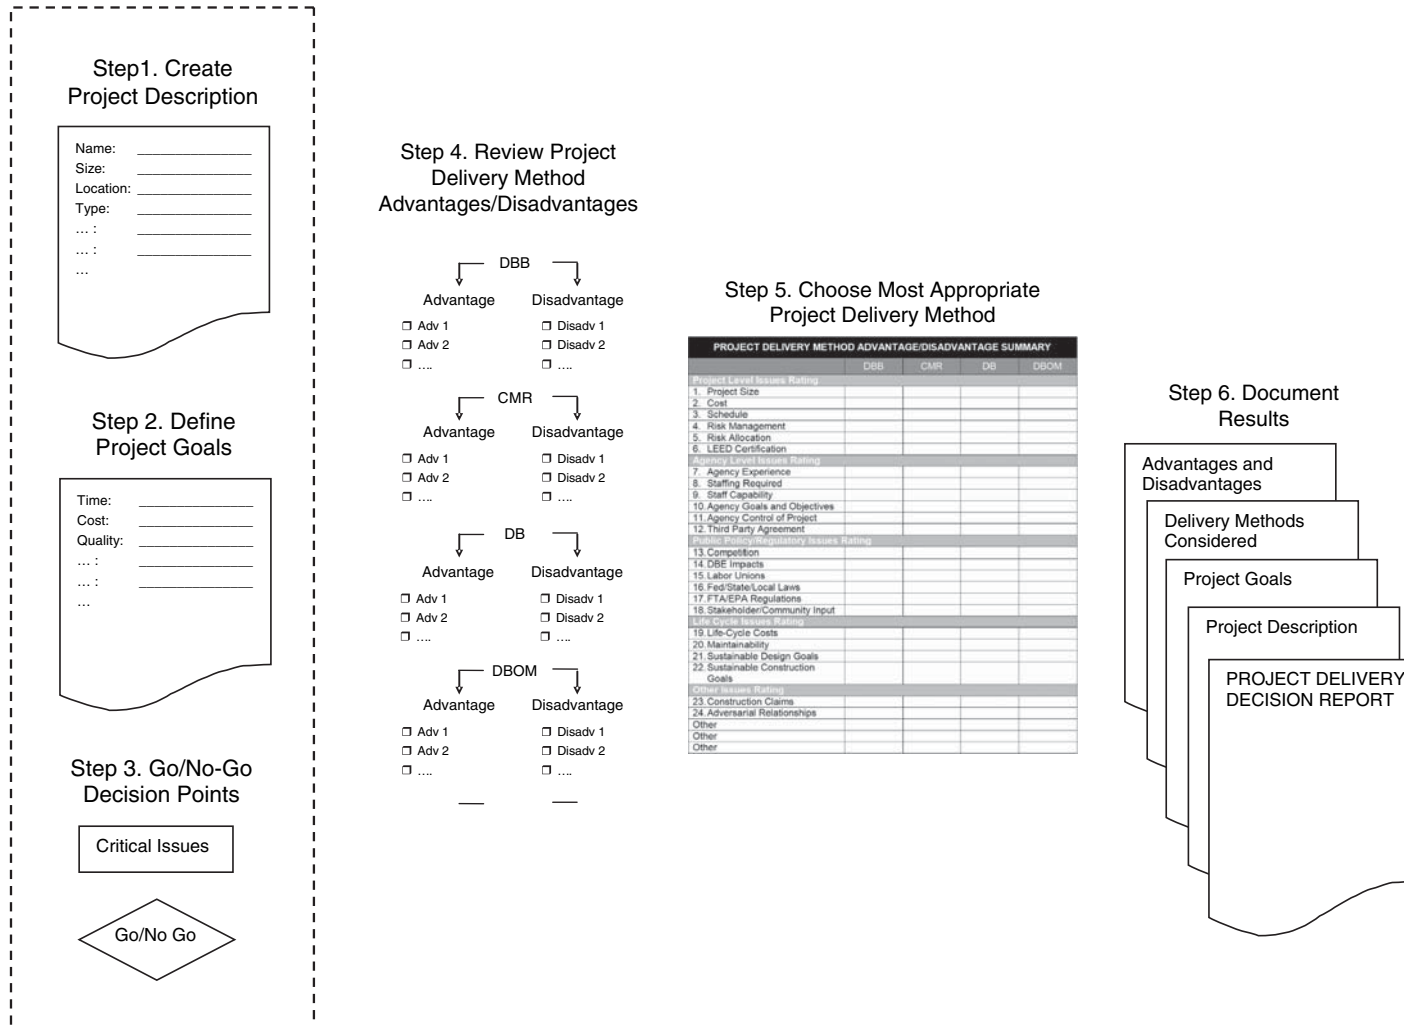 Step1. Create
Project Description
Name: _______________
Size: _______________
Location: _______________
Type: _______________
... : _______________
... : _______________
...
Step 2. Define
Project Goals
Time: _______________
Cost: _______________
Quality: _______________
... : _______________
... : _______________
...
Step 3. Go/No-Go
Decision Points
Critical Issues
Go/No Go
Step 4. Review Project
Delivery Method
Advantages/Disadvantages
DBB
Advantage Disadvantage
❒ Adv 1 ❒ Disadv 1
❒ Adv 2 ❒ Disadv 2
❒ .... ❒ ....
CMR
Advantage Disadvantage
❒ Adv 1 ❒ Disadv 1
❒ Adv 2 ❒ Disadv 2
❒ .... ❒ ....
DB
Advantage Disadvantage
❒ Adv 1 ❒ Disadv 1
❒ Adv 2 ❒ Disadv 2
❒ .... ❒ ....
DBOM
Advantage Disadvantage
❒ Adv 1 ❒ Disadv 1
❒ Adv 2 ❒ Disadv 2
❒ .... ❒ ....
Step 5. Choose Most Appropriate
Project Delivery Method
PROJECT DELIVERY METHOD ADVANTAGE/DISADVANTAGE SUMMARY
DBB CMR DB DBOM
Project Level Issues Rating
1. Project Size
2. Cost
3. Schedule
4. Risk Management
5. Risk Allocation
6. LEED Certification
Agency Level Issues Rating
7. Agency Experience
8. Staffing Required
9. Staff Capability
10. Agency Goals and Objectives
11. Agency Control of Project
12. Third Party Agreement
Public Policy/Regulatory Issues Rating
13. Competition
14. DBE Impacts
15. Labor Unions
16. Fed/State/Local Laws
17. FTA/EPA Regulations
18. Stakeholder/Community Input
Life Cycle Issues Rating
19. Life-Cycle Costs
20. Maintainability
21. Sustainable Design Goals
22. Sustainable Construction
Goals
Other Issues Rating
23. Construction Claims
24. Adversarial Relationships
Other
Other
Other
Step 6. Document
Results
Advantages and
Disadvantages
Delivery Methods
Considered
Project Goals
Project Description
PROJECT DELIVERY
DECISION REPORT